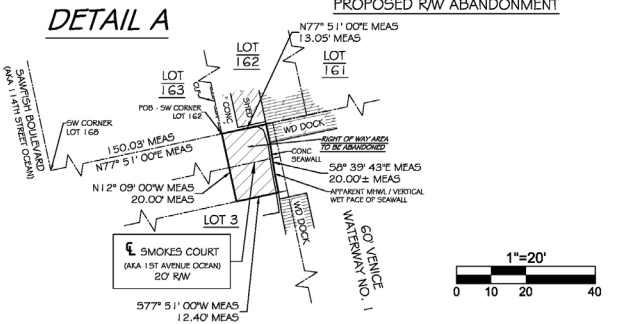 DETAIL A
PROPOSED R/W ABANDONMENT
N77° 51' 00"E MEAS
13.05' MEAS
LOT
162
LOT
161
LOT
163
CLF
1' CONC
SHED
POB - SW CORNER
LOT 162
SW CORNER
LOT 168
SAWFISH BOULEVARD
(AKA 114TH STREET OCEAN)
150.03' MEAS
N77° 51' 00"E MEAS
WD DOCK
RIGHT OF WAY AREA
TO BE ABANDONED
CONC
SEAWALL
S8° 39' 43"E MEAS
20.00'± MEAS
APPARENT MHWL / VERTICAL
WET FACE OF SEAWALL
N12° 09' 00"W MEAS
20.00' MEAS
LOT 3
WD DOCK
60' VENICE
WATERWAY NO. 1
℄ SMOKES COURT
(AKA 1ST AVENUE OCEAN)
20' R/W
S77° 51' 00"W MEAS
12.40' MEAS
1"=20'
0 10 20 40